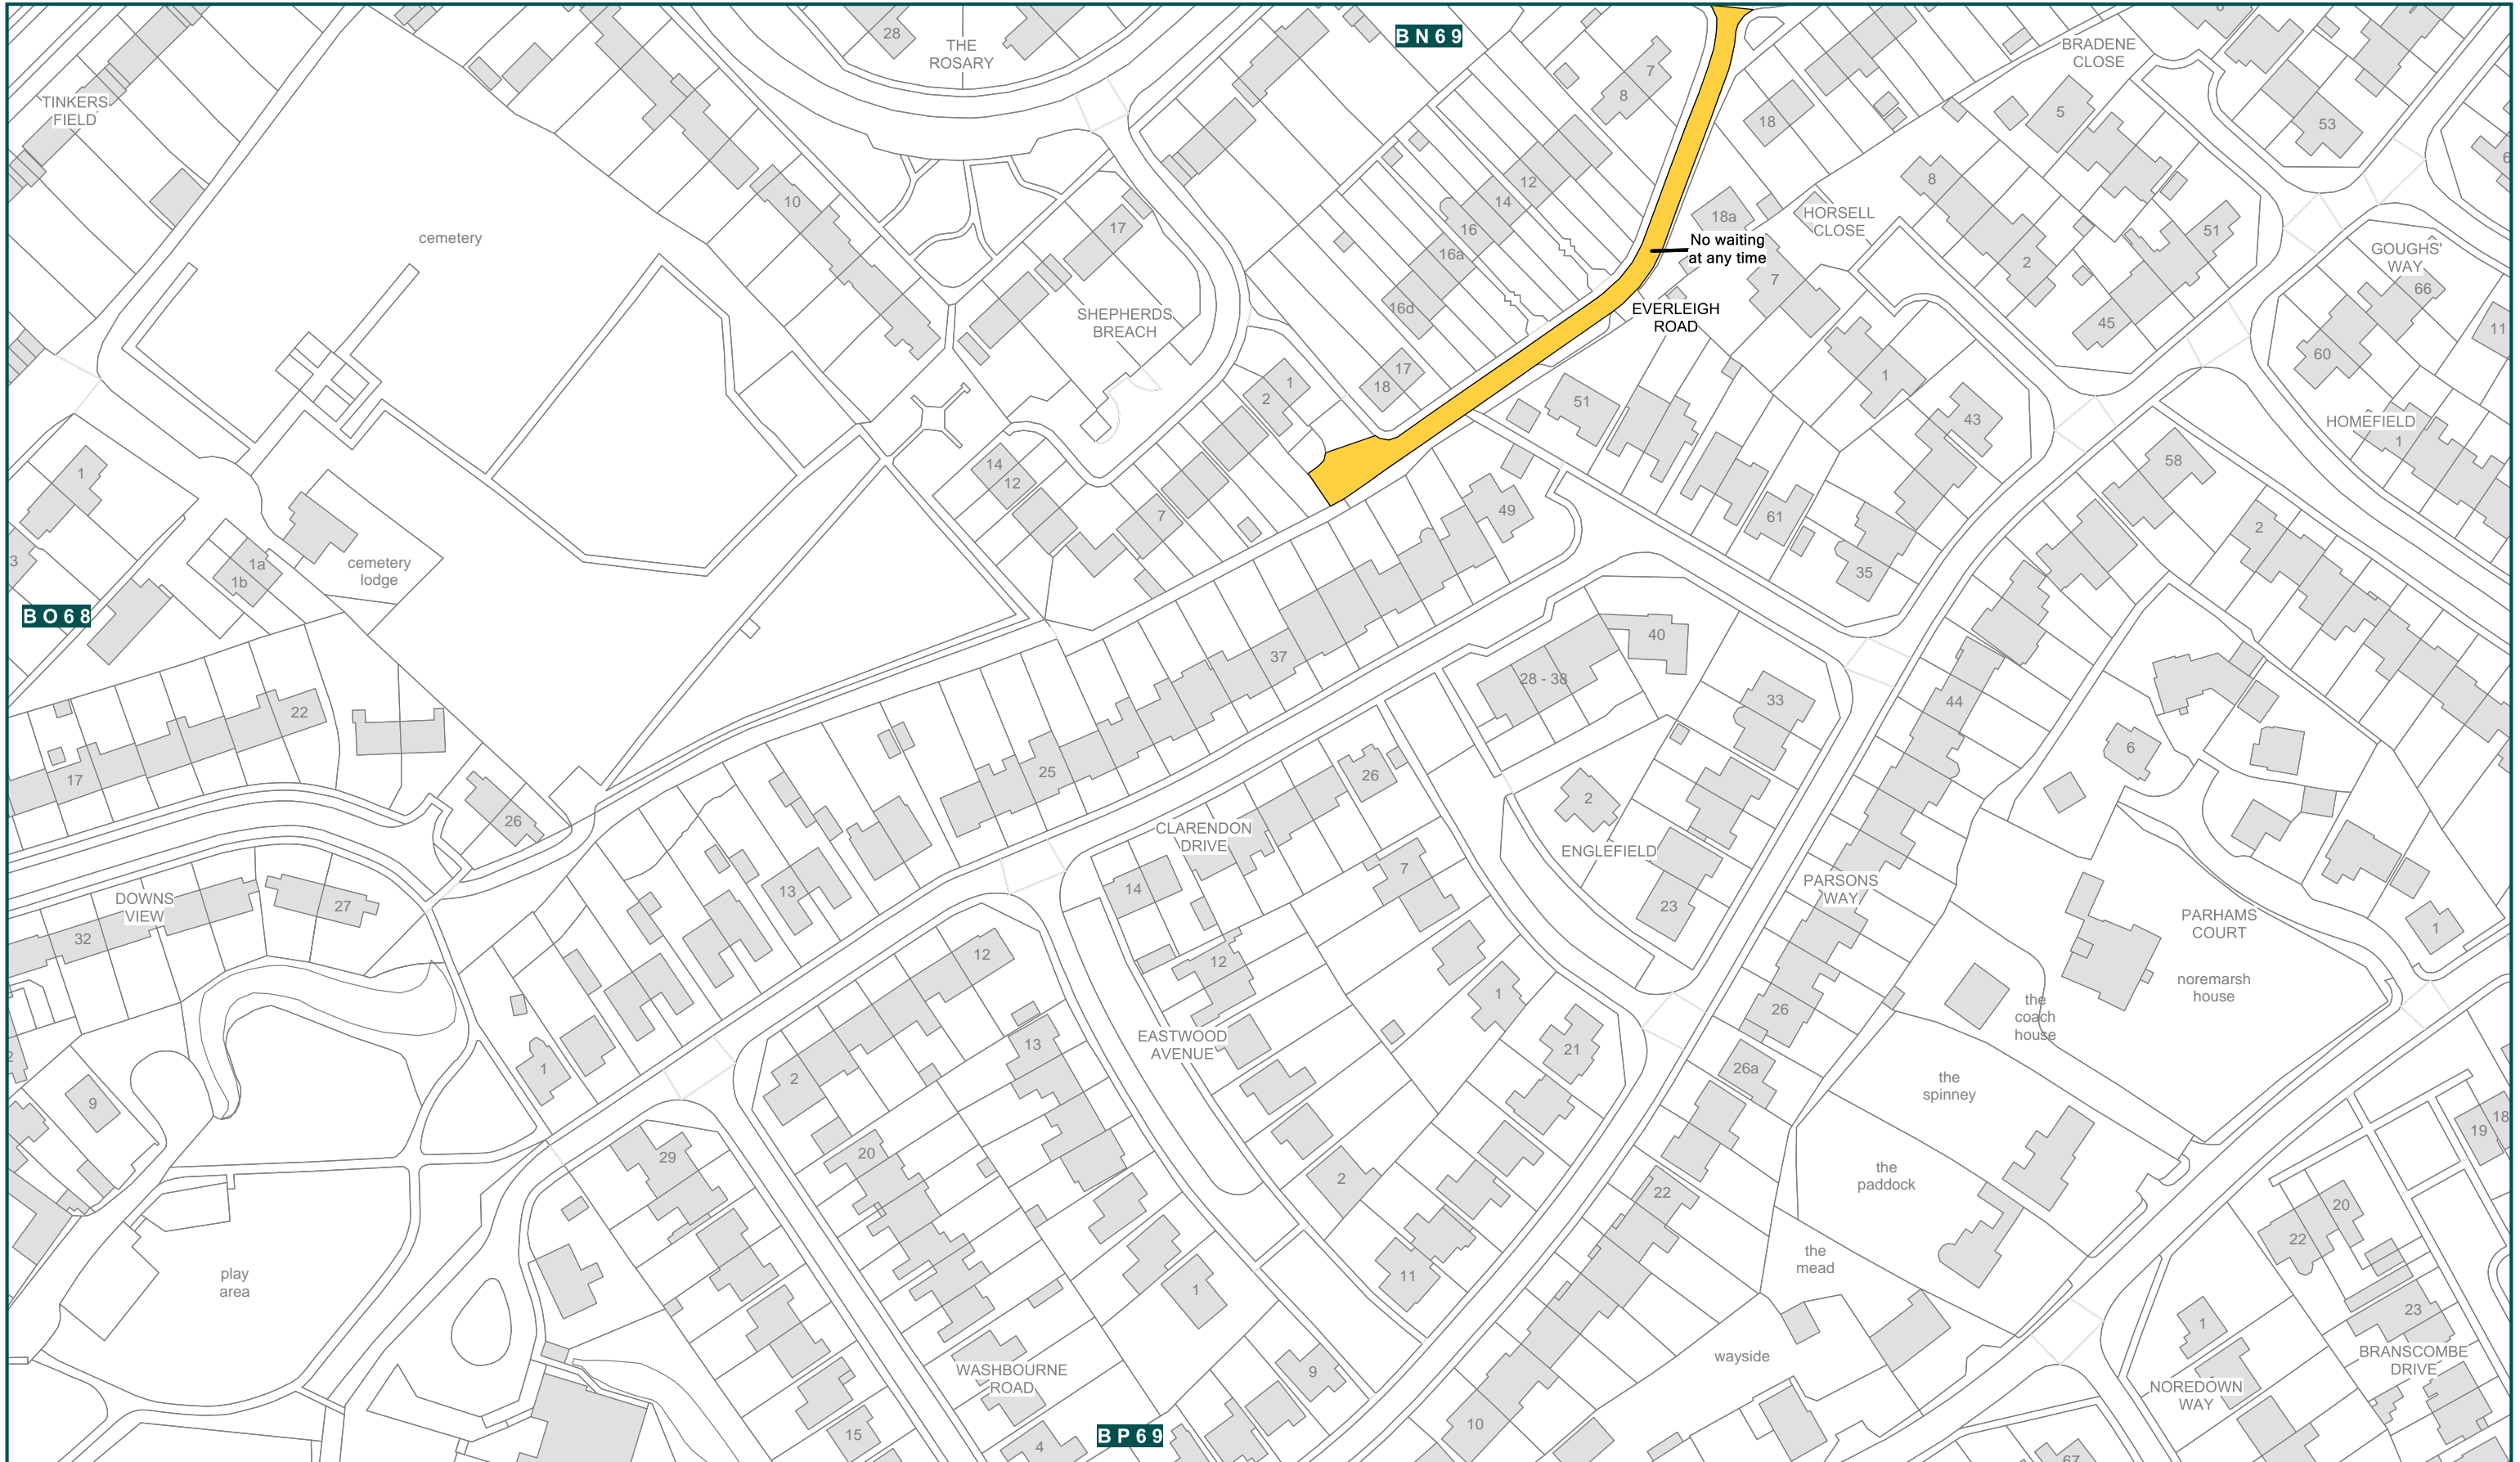 28
THE
ROSARY
B N 6 9
BRADENE
CLOSE
TINKERS
FIELD
7
8
18
5
53
12
14
16
16a
16d
10
17
cemetery
18a
HORSELL
CLOSE
8
2
51
45
No waiting
at any time
7
GOUGHS'
WAY
66
60
11
SHEPHERDS
BREACH
EVERLEIGH
ROAD
1
2
17
18
51
1
43
HOMEFIELD
1
1
14
12
7
49
61
35
58
2
3
1a
1b
cemetery
lodge
B O 6 8
37
40
28 - 38
33
44
22
17
25
26
6
2
26
CLARENDON
DRIVE
ENGLEFIELD
13
14
7
23
PARSONS
WAY
DOWNS
VIEW
27
32
12
12
PARHAMS
COURT
1
noremarsh
house
the
coach
house
1
26
EASTWOOD
AVENUE
13
21
2
1
26a
9
the
spinney
29
20
2
22
the
paddock
19
18
20
22
play
area
the
mead
11
1
23
1
wayside
BRANSCOMBE
DRIVE
NOREDOWN
WAY
WASHBOURNE
ROAD
9
10
15
4
B P 6 9
67